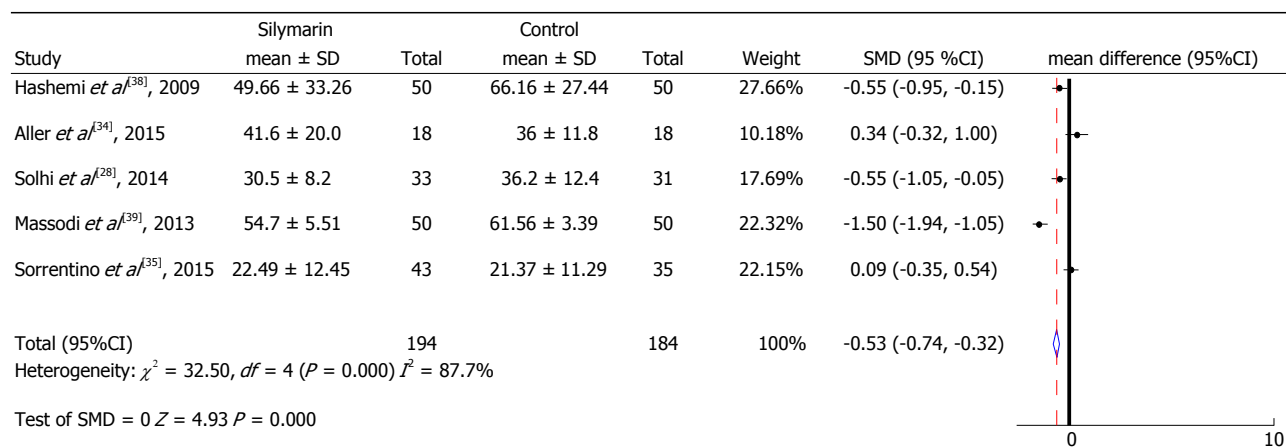 Silymarin Control
Study mean ± SD Total mean ± SD Total Weight SMD (95 %CI) mean difference (95%CI)
Hashemi et al[38], 2009 49.66 ± 33.26 50 66.16 ± 27.44 50 27.66% -0.55 (-0.95, -0.15)
Aller et al[34], 2015 41.6 ± 20.0 18 36 ± 11.8 18 10.18% 0.34 (-0.32, 1.00)
Solhi et al[28], 2014 30.5 ± 8.2 33 36.2 ± 12.4 31 17.69% -0.55 (-1.05, -0.05)
Massodi et al[39], 2013 54.7 ± 5.51 50 61.56 ± 3.39 50 22.32% -1.50 (-1.94, -1.05)
Sorrentino et al[35], 2015 22.49 ± 12.45 43 21.37 ± 11.29 35 22.15% 0.09 (-0.35, 0.54)
Total (95%CI) 194 184 100% -0.53 (-0.74, -0.32)
Heterogeneity: χ² = 32.50, df = 4 (P = 0.000) I² = 87.7%
Test of SMD = 0 Z = 4.93 P = 0.000
0 10